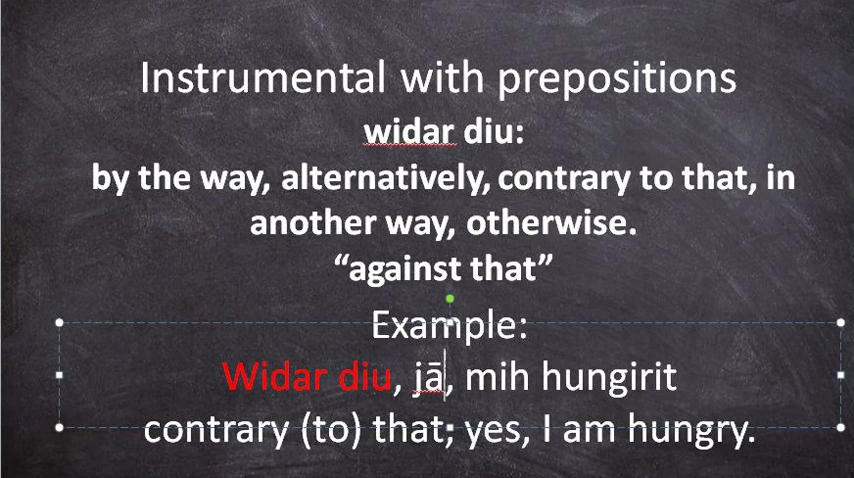 Instrumental with prepositions
widar diu:
by the way, alternatively, contrary to that, in
another way, otherwise.
“against that”
Example:
Widar diu, jā, mih hungirit
contrary (to) that; yes, I am hungry.